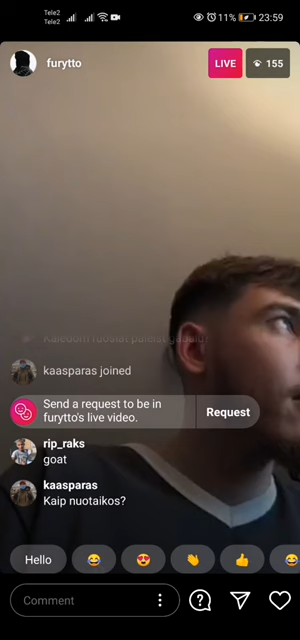 Tele2
Tele2
11%
23:59
furytto
LIVE
155
kaasparas joined
Send a request to be in
furytto's live video.
Request
rip_raks
goat
kaasparas
Kaip nuotaikos?
Hello
Comment